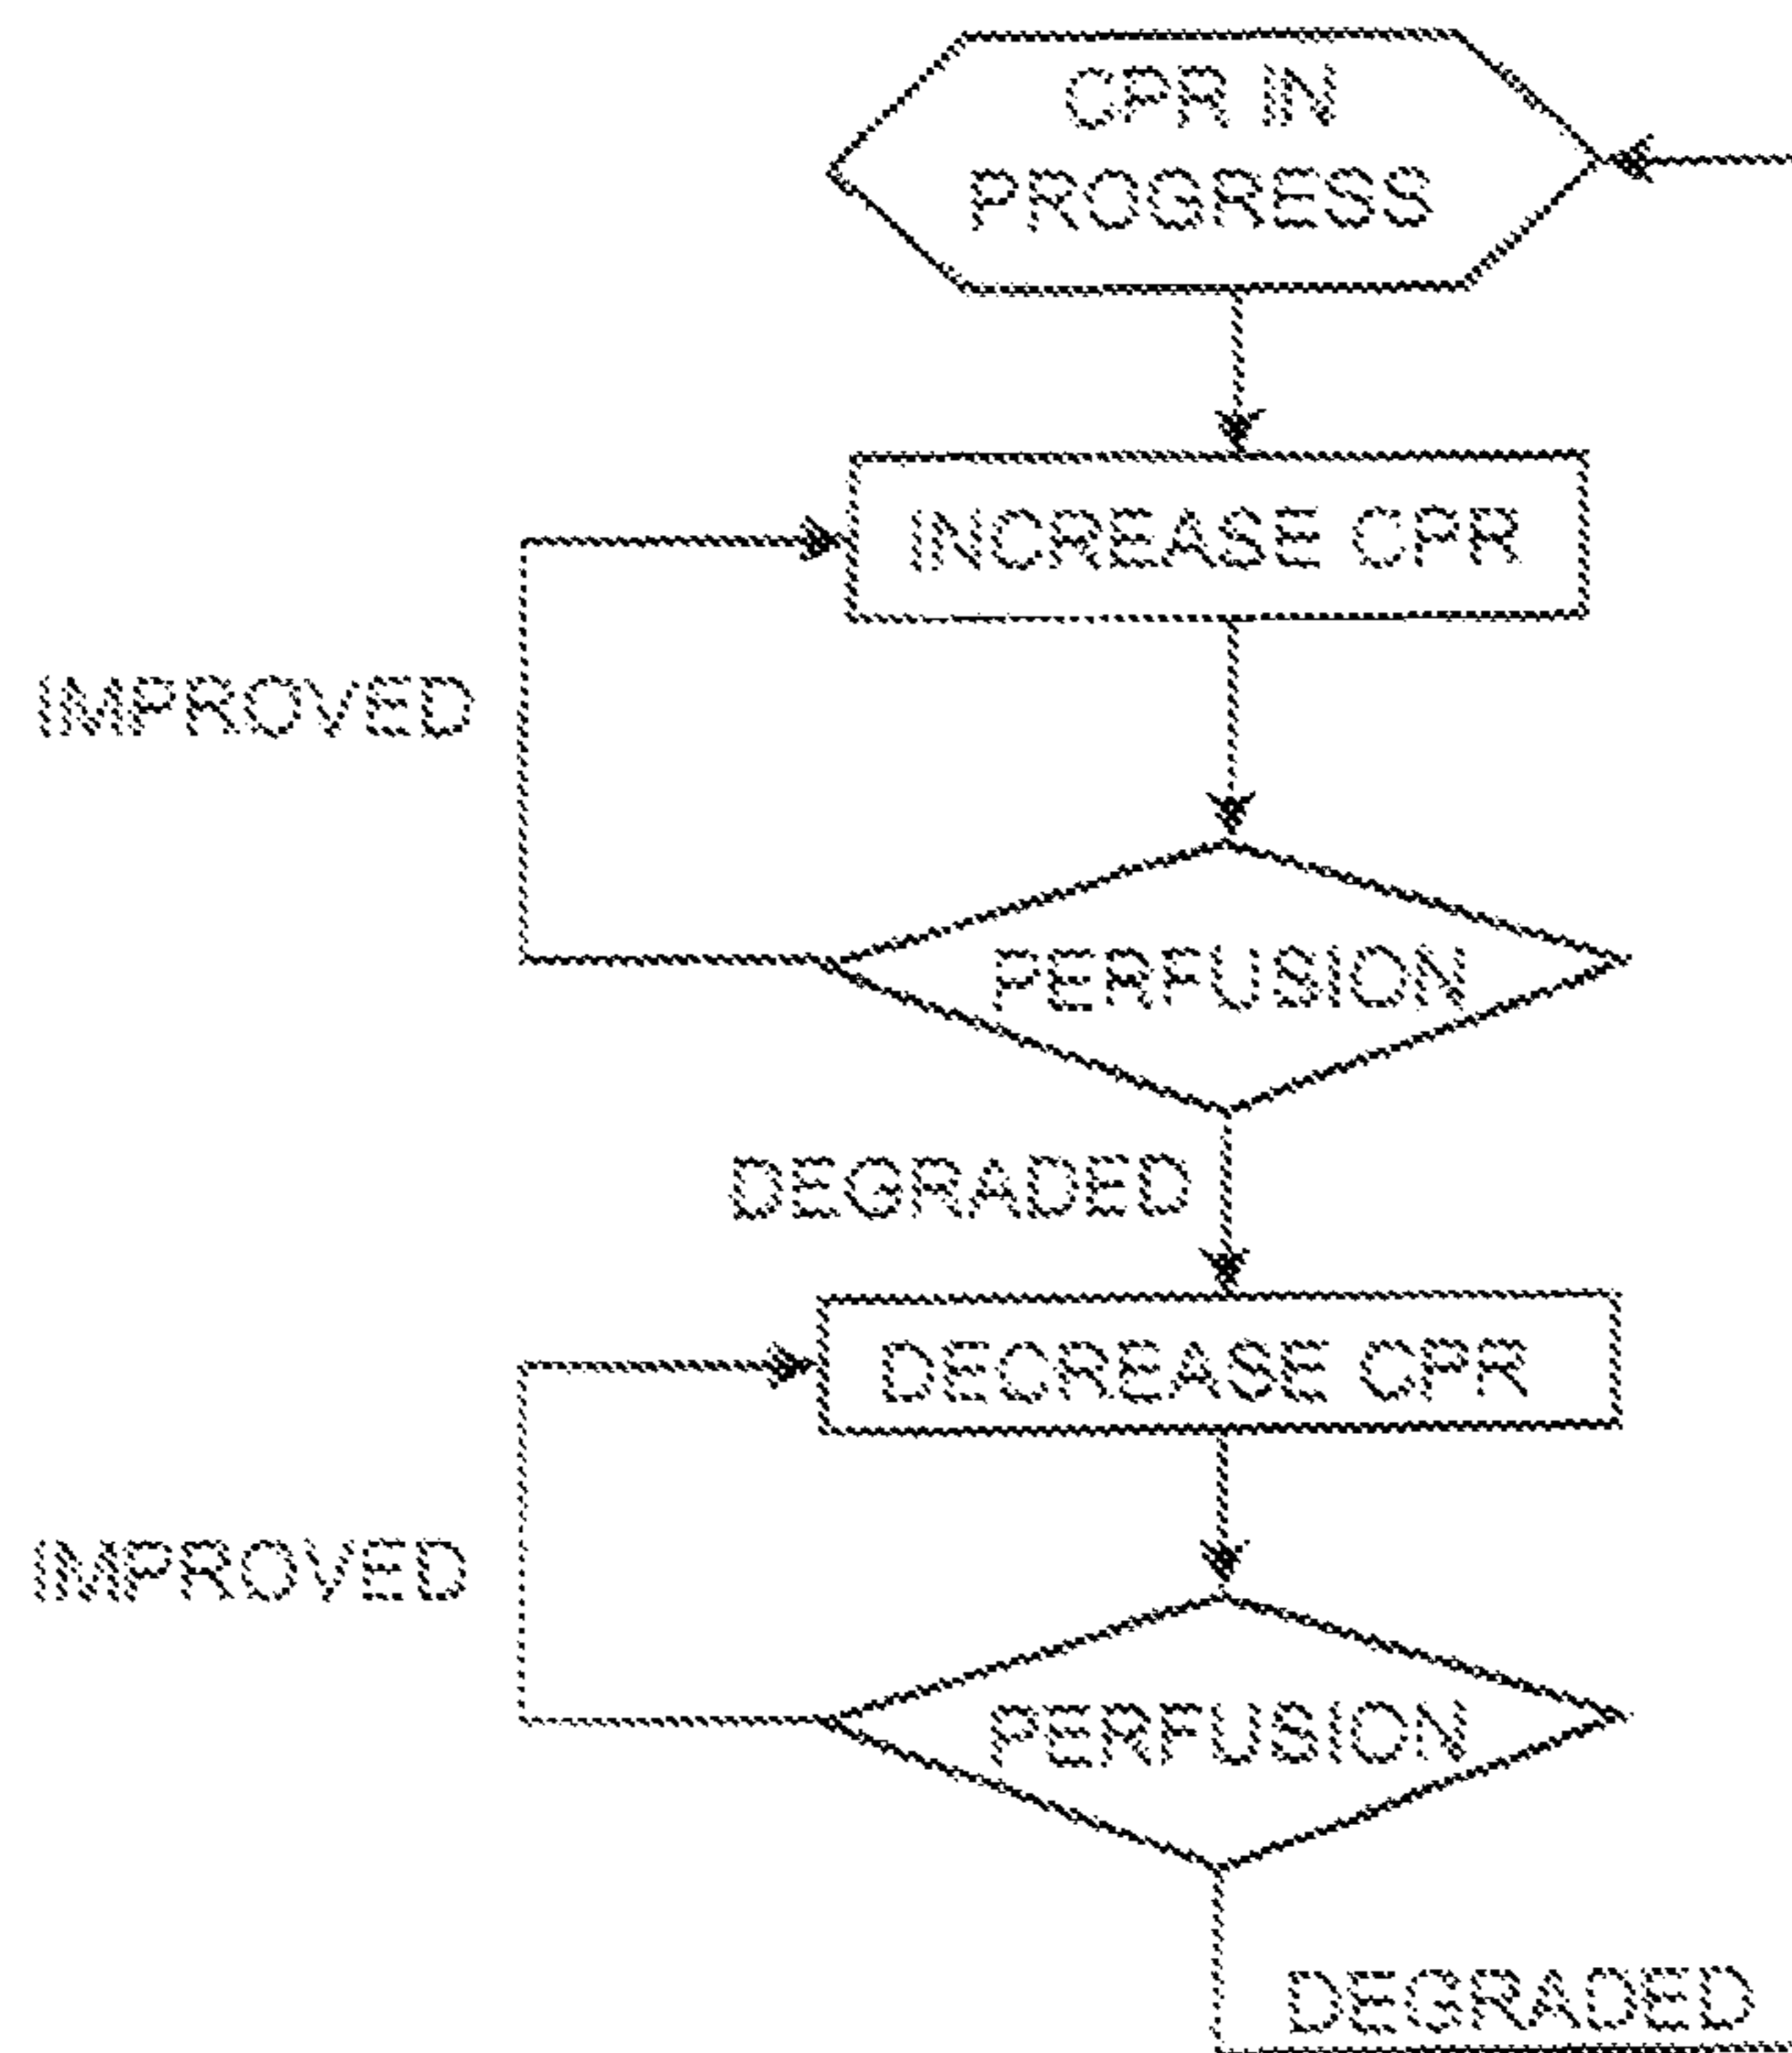 CPR IN
PROGRESS
INCREASE CPR
IMPROVED
PERFUSION
DEGRADED
DECREASE CPR
IMPROVED
PERFUSION
DEGRADED